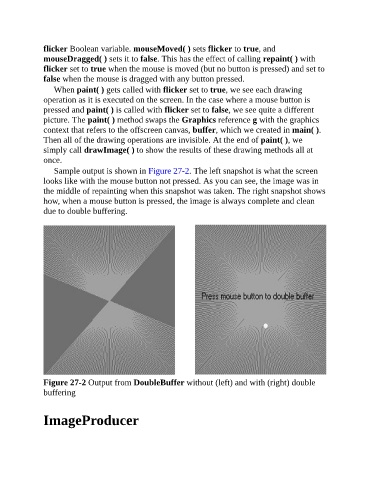 flicker Boolean variable. mouseMoved( ) sets flicker to true, and
mouseDragged( ) sets it to false. This has the effect of calling repaint( ) with
flicker set to true when the mouse is moved (but no button is pressed) and set to
false when the mouse is dragged with any button pressed.
When paint( ) gets called with flicker set to true, we see each drawing
operation as it is executed on the screen. In the case where a mouse button is
pressed and paint( ) is called with flicker set to false, we see quite a different
picture. The paint( ) method swaps the Graphics reference g with the graphics
context that refers to the offscreen canvas, buffer, which we created in main( ).
Then all of the drawing operations are invisible. At the end of paint( ), we
simply call drawImage( ) to show the results of these drawing methods all at
once.
Sample output is shown in Figure 27-2. The left snapshot is what the screen
looks like with the mouse button not pressed. As you can see, the image was in
the middle of repainting when this snapshot was taken. The right snapshot shows
how, when a mouse button is pressed, the image is always complete and clean
due to double buffering.
Press mouse button to double buffer
Figure 27-2 Output from DoubleBuffer without (left) and with (right) double
buffering
ImageProducer